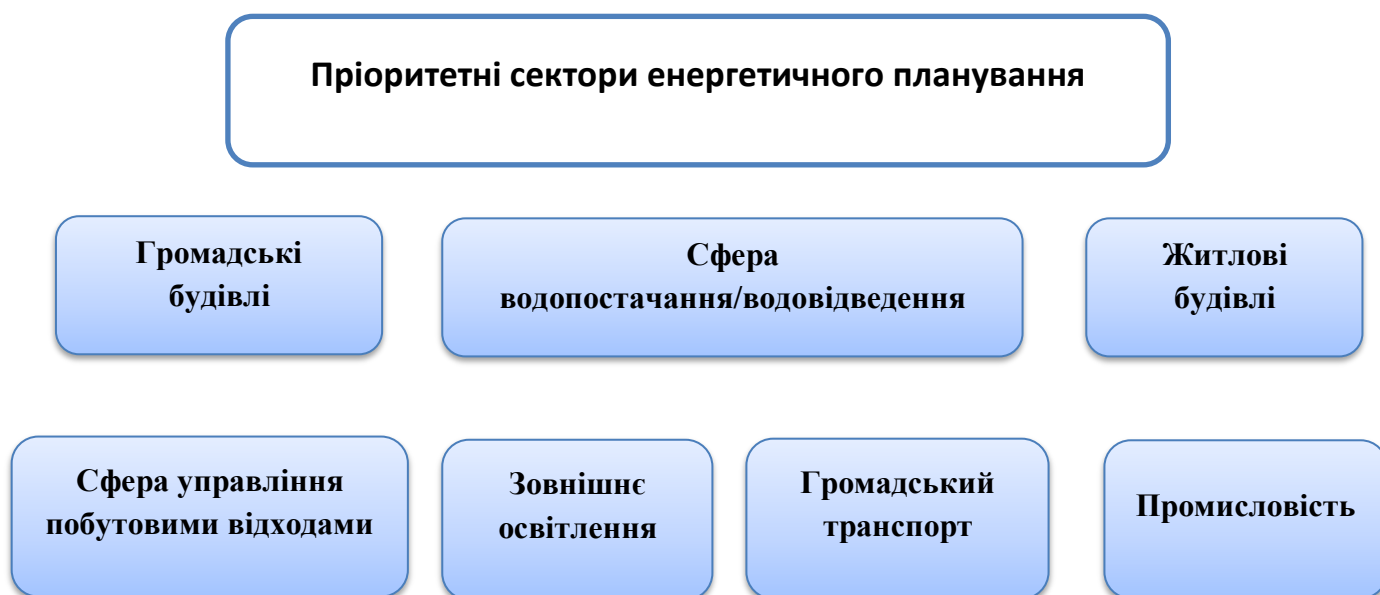 Пріоритетні сектори енергетичного планування
Громадські
будівлі
Сфера
водопостачання/водовідведення
Житлові
будівлі
Сфера управління
побутовими відходами
Зовнішнє
освітлення
Громадський
транспорт
Промисловість